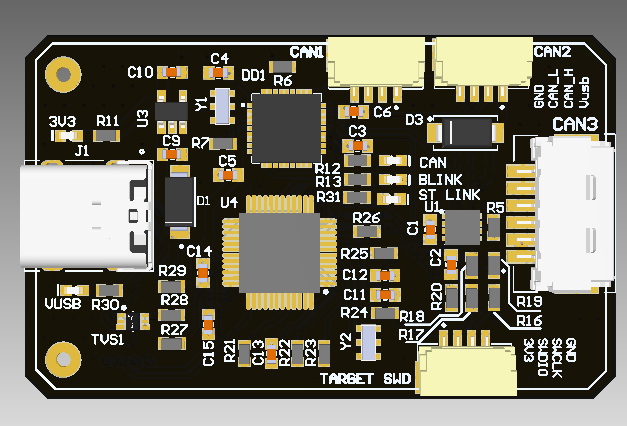 CAN1
CAN2
C4
C10
DD1
R6
GND
CAN_L
CAN_H
Vusb
Y1
U3
C6
D3
CAN3
3V3
R11
J1
C9
R7
C3
C5
R12
R13
R31
CAN
BLINK
ST LINK
D1
U4
U1
R5
R26
C1
C14
R25
C2
R29
C12
C11
VUSB
R30
R28
R24
R18
R20
R19
R16
TVS1
R27
C15
R21
C13
R22
R23
Y2
R17
TARGET SWD
3V3
SWDIO
SWCLK
GND